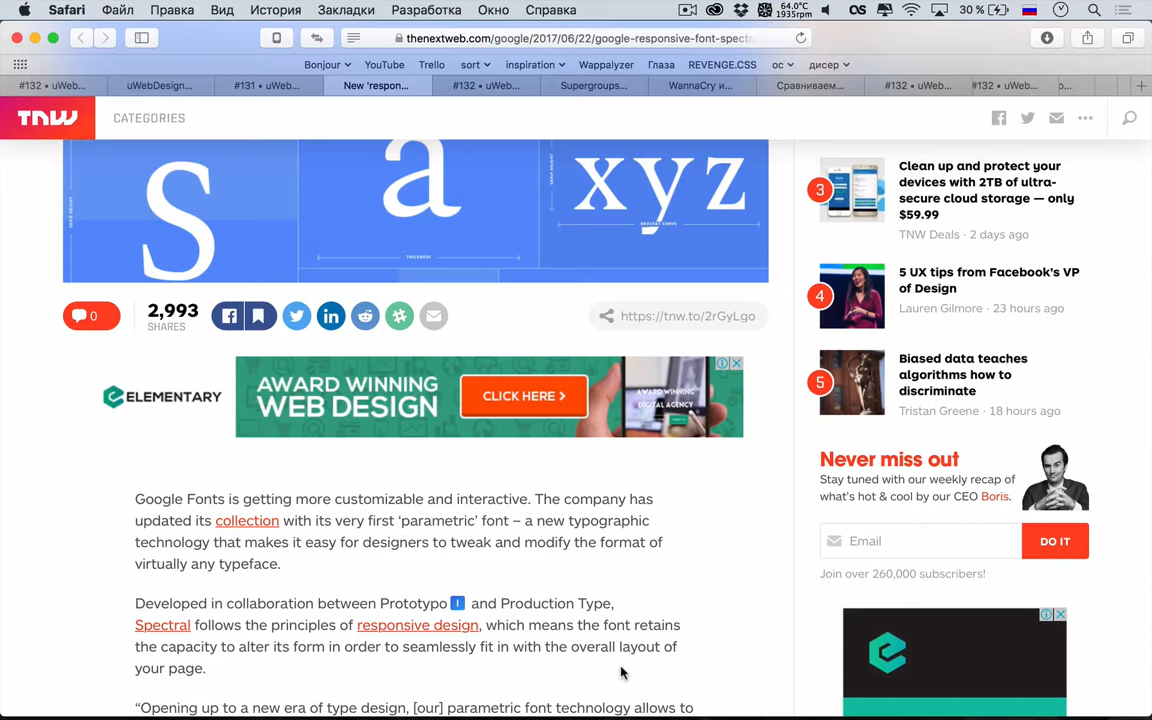 Safari Файл Правка Вид История Закладки Разработка Окно Справка 64.0°C 1935rpm 30 %
thenextweb.com/google/2017/06/22/google-responsive-font-spectr
Bonjour YouTube Trello sort inspiration Wappalyzer Глаза REVENGE.CSS ос дисер
#132 • uWeb... uWebDesign... #131 • uWeb... New 'respon... #132 • uWeb... Supergroups... WannaCry и... Сравниваем... #132 • uWeb... #132 • uWeb...
TNW CATEGORIES
S a xyz
SERIF HEIGHT
BRACKET CURVE
THICKNESS
0 2,993 SHARES https://tnw.to/2rGyLgo
ELEMENTARY AWARD WINNING WEB DESIGN CLICK HERE > AWARD WINNING DIGITAL AGENCY
Google Fonts is getting more customizable and interactive. The company has
updated its collection with its very first ‘parametric’ font – a new typographic
technology that makes it easy for designers to tweak and modify the format of
virtually any typeface.
Developed in collaboration between Prototypo I and Production Type,
Spectral follows the principles of responsive design, which means the font retains
the capacity to alter its form in order to seamlessly fit in with the overall layout of
your page.
“Opening up to a new era of type design, [our] parametric font technology allows to
3
Clean up and protect your
devices with 2TB of ultra-
secure cloud storage — only
$59.99
TNW Deals · 2 days ago
4
5 UX tips from Facebook's VP
of Design
Lauren Gilmore · 23 hours ago
5
Biased data teaches
algorithms how to
discriminate
Tristan Greene · 18 hours ago
Never miss out
Stay tuned with our weekly recap of
what's hot & cool by our CEO Boris.
Email DO IT
Join over 260,000 subscribers!